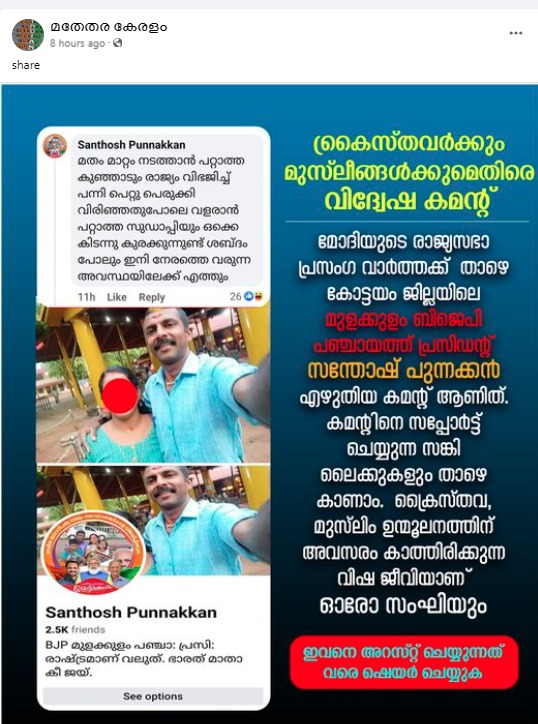 മതേതര കേരളം
8 hours ago
share
Santhosh Punnakkan
മതം മാറ്റം നടത്താൻ പറ്റാത്ത
കുഞ്ഞാടും രാജ്യം വിഭജിച്ച്
പന്നി പെറ്റു പെരുക്കി
വിരിഞ്ഞതുപോലെ വളരാൻ
പറ്റാത്ത സുഡാപ്പിയും ഒക്കെ
കിടന്നു കുരക്കുന്നുണ്ട് ശബ്ദം
പോലും ഇനി നേരത്തെ വരുന്ന
അവസ്ഥയിലേക്ക് എത്തും
11h Like Reply 26
Santhosh Punnakkan
2.5K friends
BJP മുളക്കുളം പഞ്ചാ: പ്രസി:
രാഷ്ട്രമാണ് വലുത്. ഭാരത് മാതാ
കീ ജയ്.
See options
ക്രൈസ്തവർക്കും
മുസ്ലീങ്ങൾക്കുമെതിരെ
വിദ്വേഷ കമന്റ്
മോദിയുടെ രാജ്യസഭാ
പ്രസംഗ വാർത്തക്ക് താഴെ
കോട്ടയം ജില്ലയിലെ
മുളക്കുളം ബിജെപി
പഞ്ചായത്ത് പ്രസിഡന്റ്
സന്തോഷ് പുന്നക്കൻ
എഴുതിയ കമന്റ് ആണിത്.
കമന്റിനെ സപ്പോർട്ട്
ചെയ്യുന്ന സങ്കി
ലൈക്കുകളും താഴെ
കാണാം. ക്രൈസ്തവ,
മുസ്ലിം ഉന്മൂലനത്തിന്
അവസരം കാത്തിരിക്കുന്ന
വിഷ ജീവിയാണ്
ഓരോ സംഘിയും
ഇവനെ അറസ്റ്റ് ചെയ്യുന്നത്
വരെ ഷെയർ ചെയ്യുക